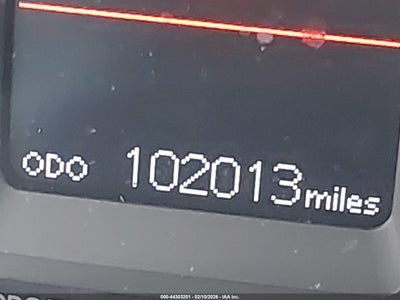 ODO 102013 miles
000-44303201 - 02/10/2026 - IAA Inc.